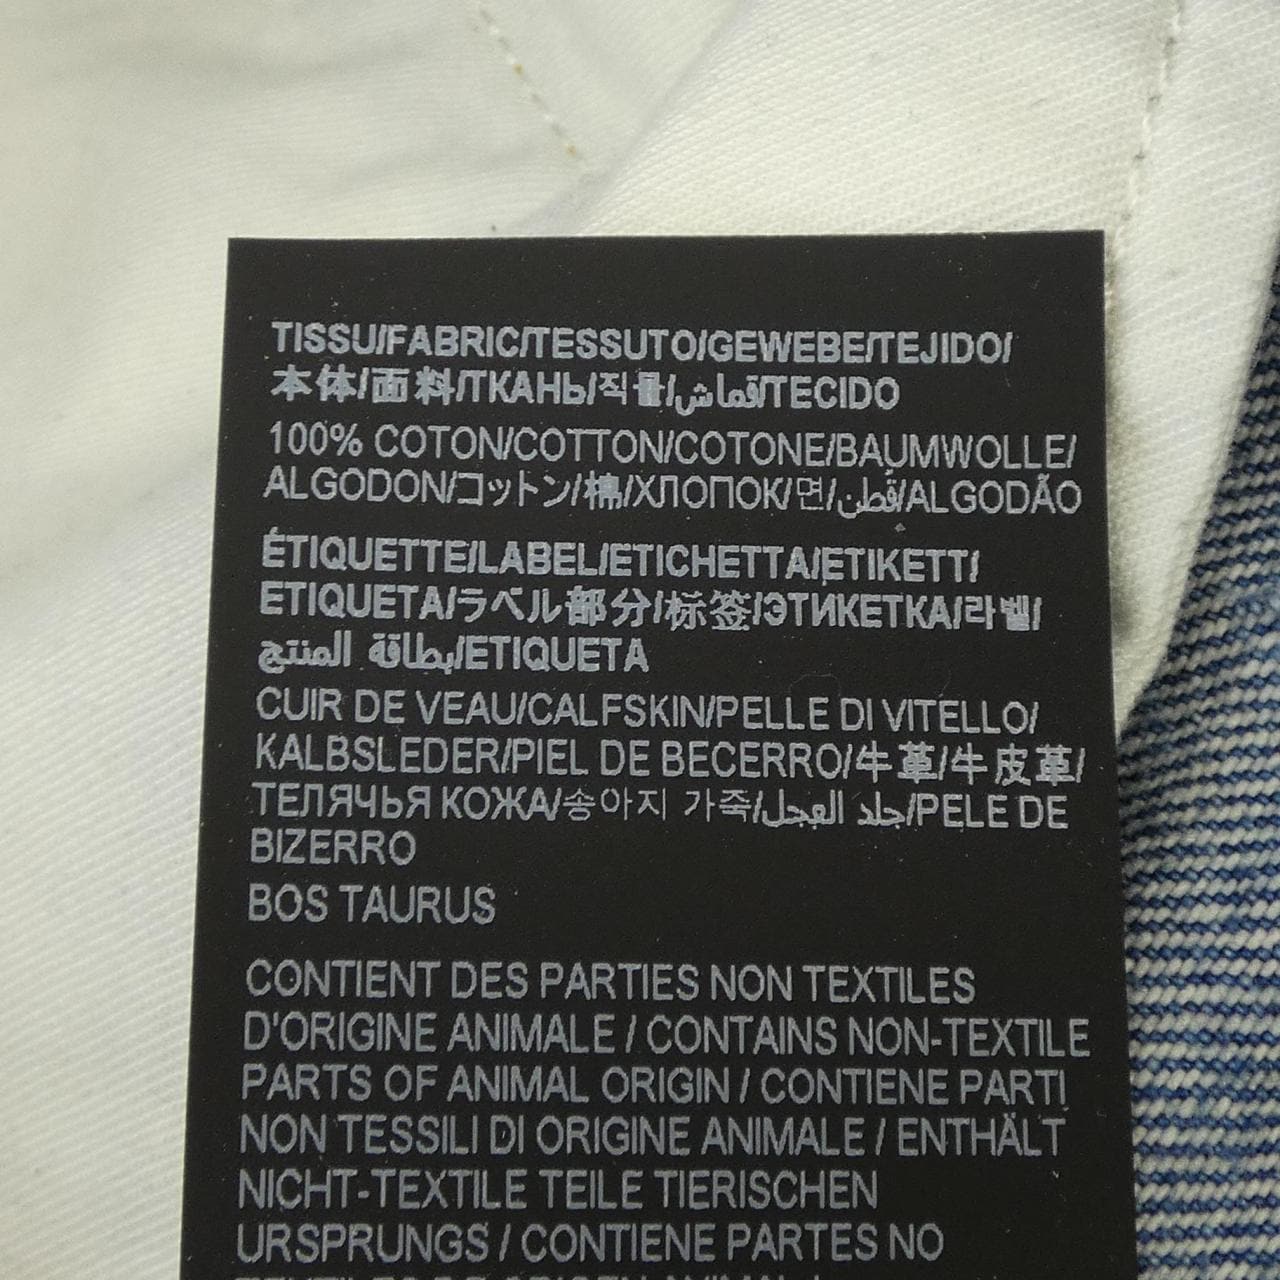 TISSU/FABRIC/TESSUTO/GEWEBE/TEJIDO/
本体/面料/ТКАНЬ/직물/قماش/TECIDO
100% COTON/COTTON/COTONE/BAUMWOLLE/
ALGODON/コットン/棉/ХЛОПОК/면/قطن/ALGODÃO
ÉTIQUETTE/LABEL/ETICHETTA/ETIKETT/
ETIQUETA/ラベル部分/标签/ЭТИКЕТКА/라벨/
بطاقة المنتج/ETIQUETA
CUIR DE VEAU/CALFSKIN/PELLE DI VITELLO/
KALBSLEDER/PIEL DE BECERRO/牛革/牛皮革/
ТЕЛЯЧЬЯ КОЖА/송아지 가죽/جلد العجل/PELE DE
BIZERRO
BOS TAURUS
CONTIENT DES PARTIES NON TEXTILES
D'ORIGINE ANIMALE / CONTAINS NON-TEXTILE
PARTS OF ANIMAL ORIGIN / CONTIENE PARTI
NON TESSILI DI ORIGINE ANIMALE / ENTHÄLT
NICHT-TEXTILE TEILE TIERISCHEN
URSPRUNGS / CONTIENE PARTES NO